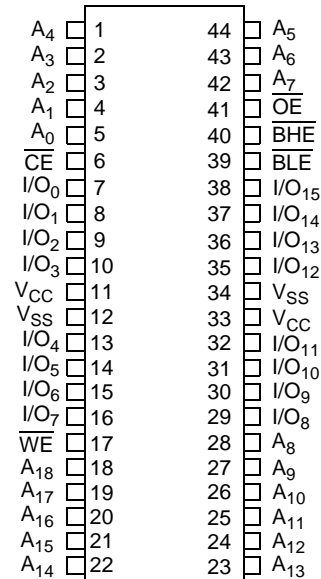 A4 1 44 A5
A3 2 43 A6
A2 3 42 A7
A1 4 41 OE
A0 5 40 BHE
CE 6 39 BLE
I/O0 7 38 I/O15
I/O1 8 37 I/O14
I/O2 9 36 I/O13
I/O3 10 35 I/O12
VCC 11 34 VSS
VSS 12 33 VCC
I/O4 13 32 I/O11
I/O5 14 31 I/O10
I/O6 15 30 I/O9
I/O7 16 29 I/O8
WE 17 28 A8
A18 18 27 A9
A17 19 26 A10
A16 20 25 A11
A15 21 24 A12
A14 22 23 A13